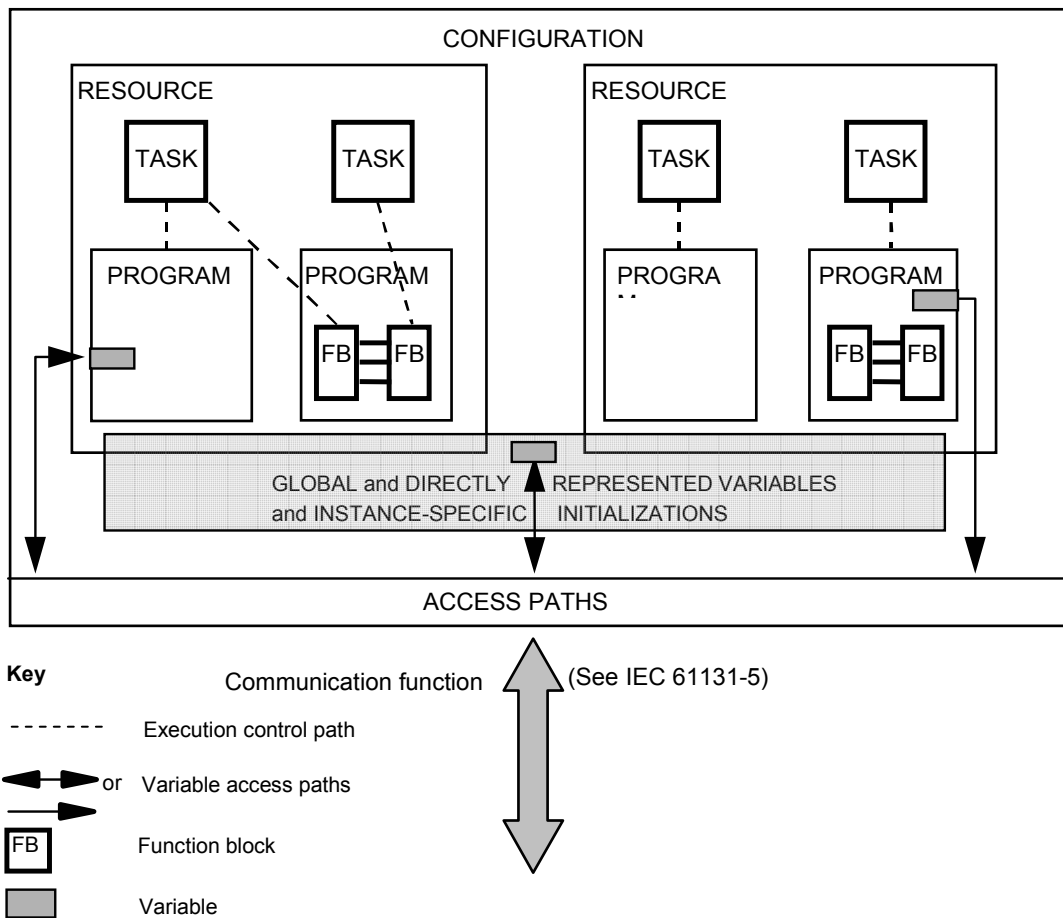 CONFIGURATION
RESOURCE
RESOURCE
TASK
TASK
TASK
TASK
PROGRAM
PROGRAM
PROGRA
PROGRAM
FB
FB
FB
FB
GLOBAL and DIRECTLY REPRESENTED VARIABLES
and INSTANCE-SPECIFIC INITIALIZATIONS
ACCESS PATHS
Key
Communication function
(See IEC 61131-5)
Execution control path
or Variable access paths
FB
Function block
Variable